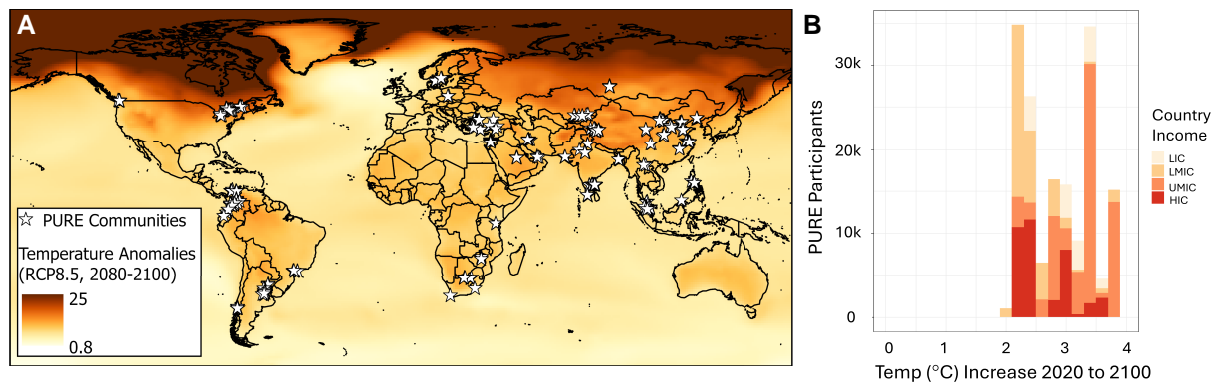 A
PURE Communities
Temperature Anomalies
(RCP8.5, 2080-2100)
25
0.8
B
PURE Participants
30k
20k
10k
0
0 1 2 3 4
Temp (°C) Increase 2020 to 2100
Country
Income
LIC
LMIC
UMIC
HIC